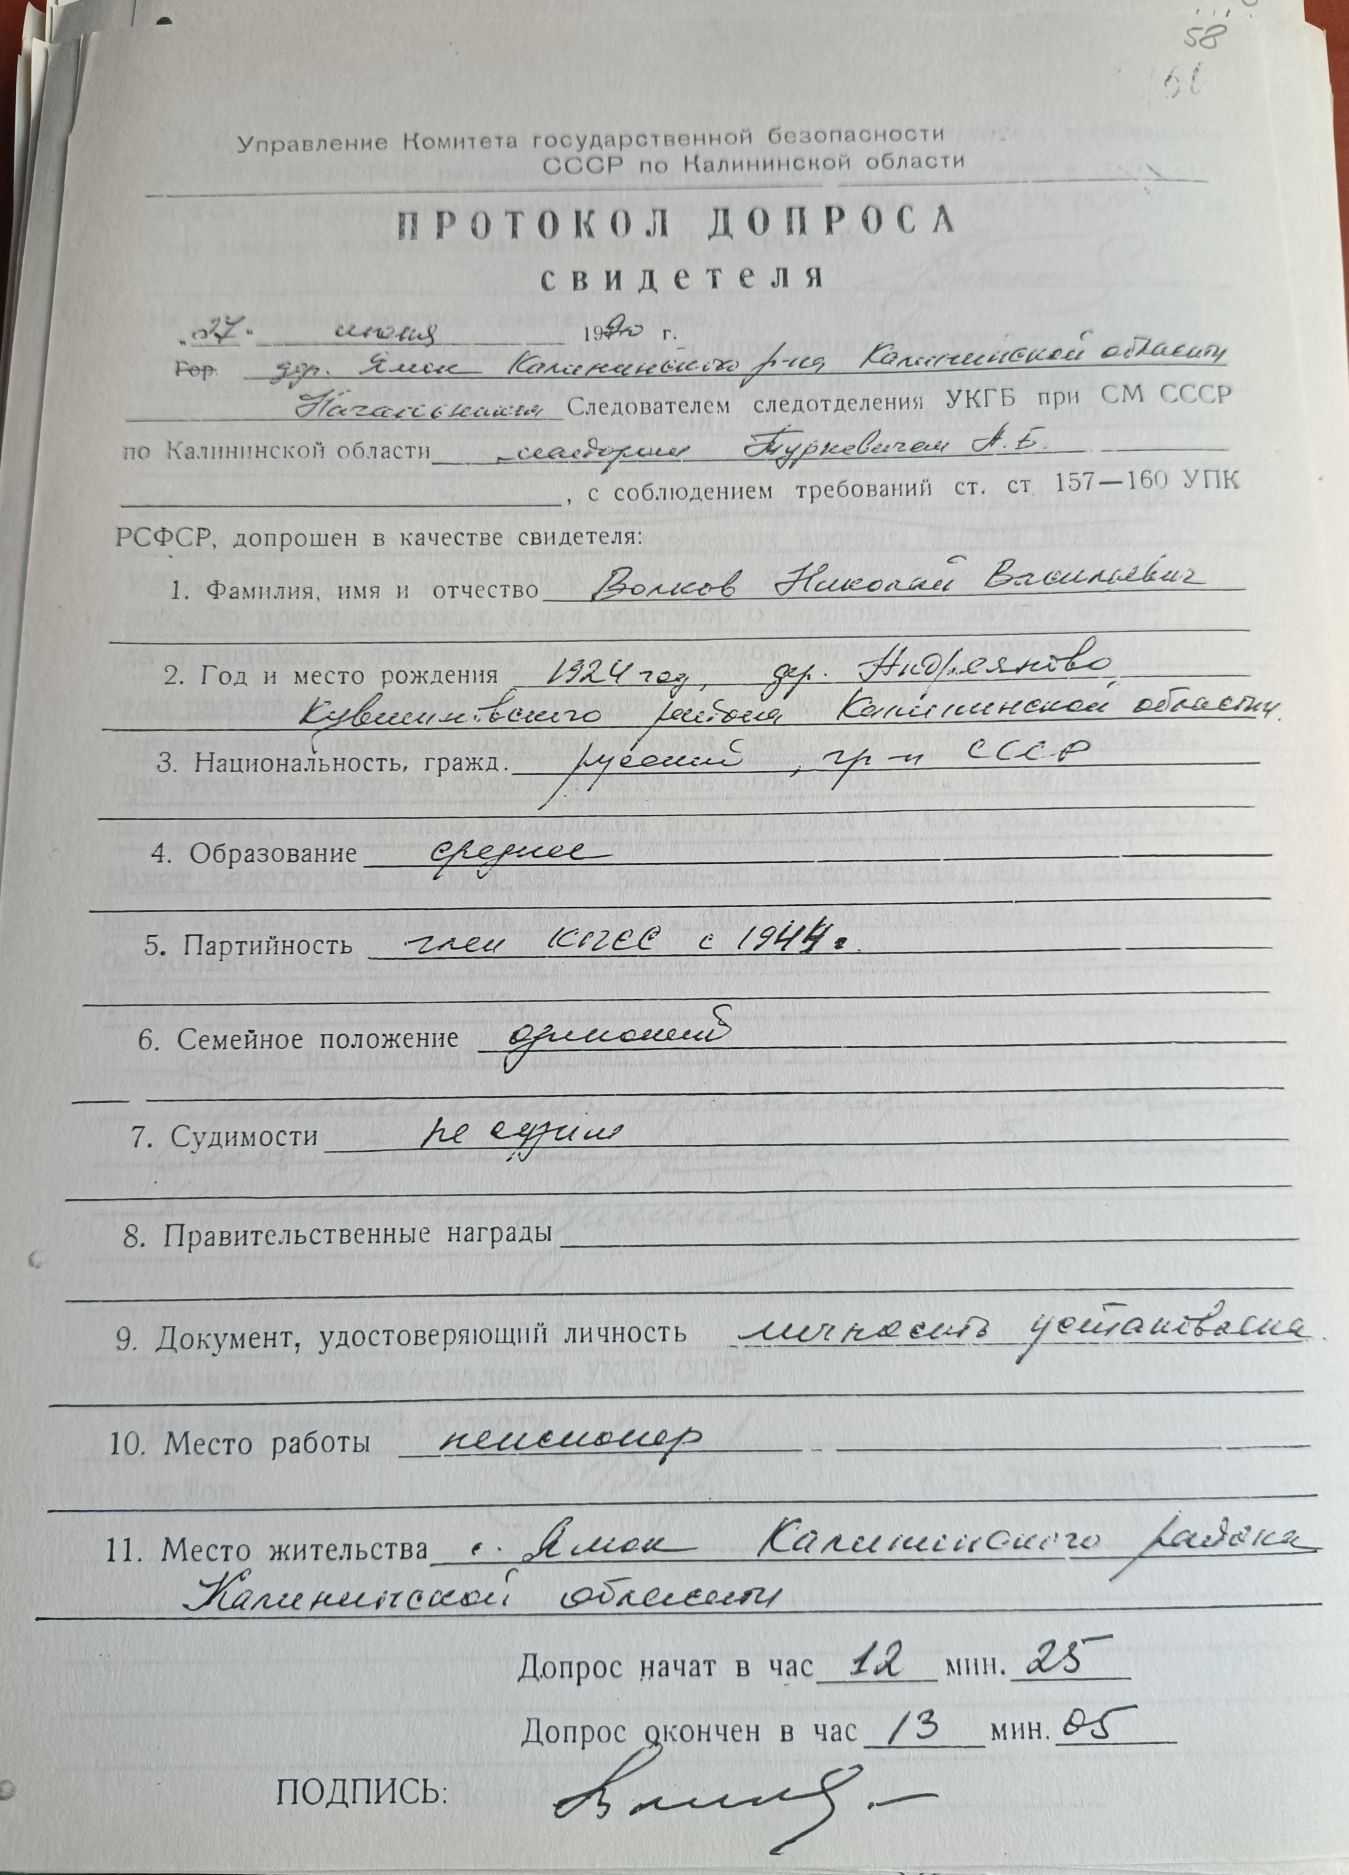 58
Управление Комитета государственной безопасности
СССР по Калининской области
ПРОТОКОЛ ДОПРОСА
свидетеля
„27" июня 1990 г.
Гор. дер. Ямок Калининского р-на Калининской области
Начальником Следователем следотделения УКГБ при СМ СССР
по Калининской области майором Туркевичем А.Б.
, с соблюдением требований ст. ст 157—160 УПК
РСФСР, допрошен в качестве свидетеля:
1. Фамилия, имя и отчество Волков Николай Васильевич
2. Год и место рождения 1924 год, дер. Андреяново
Кувшиновского района Калининской области.
3. Национальность, гражд. русский, гр-н СССР
4. Образование среднее
5. Партийность член КПСС с 1944 г.
6. Семейное положение одинокий
7. Судимости не судим
8. Правительственные награды
9. Документ, удостоверяющий личность личность установлена.
10. Место работы пенсионер
11. Место жительства с. Ямок Калининского района
Калининской области
Допрос начат в час 12 мин. 25
Допрос окончен в час 13 мин. 05
ПОДПИСЬ: